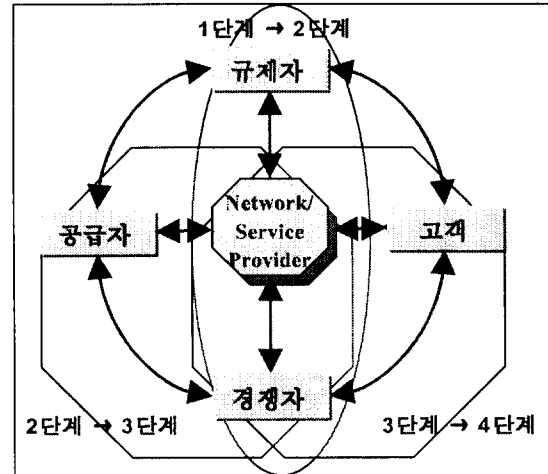 1단계 → 2단계
규제자
공급자
Network/
Service
Provider
고객
경쟁자
2단계 → 3단계
3단계 → 4단계